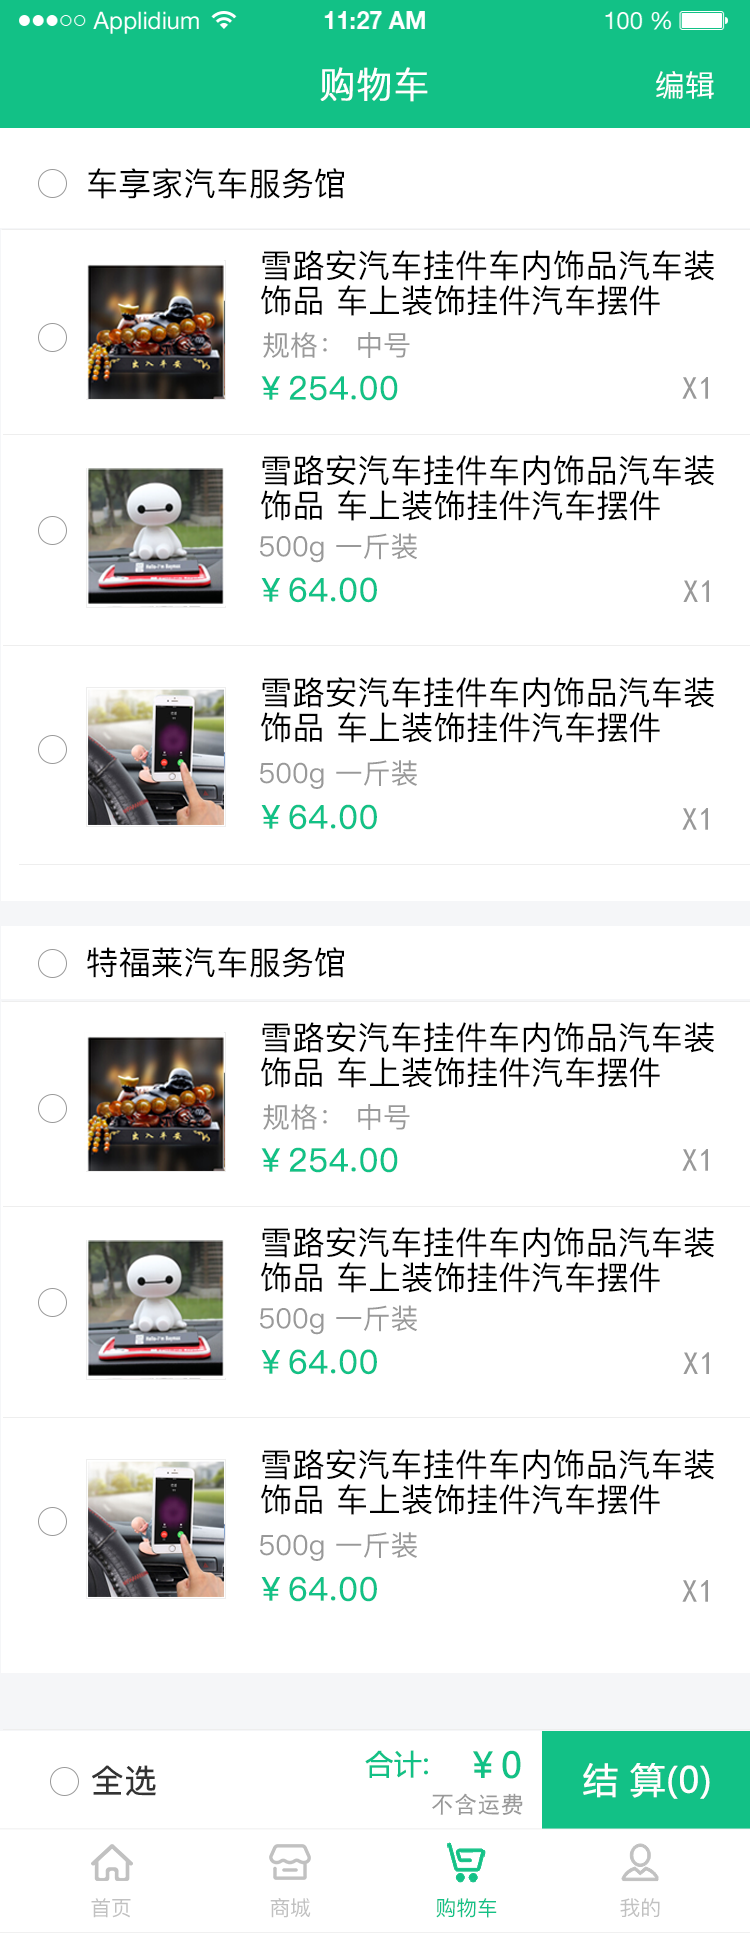 Applidium 11:27 AM 100 %
购物车 编辑
车享家汽车服务馆
雪路安汽车挂件车内饰品汽车装
饰品 车上装饰挂件汽车摆件
规格： 中号
¥ 254.00 X1
出入平安
雪路安汽车挂件车内饰品汽车装
饰品 车上装饰挂件汽车摆件
500g 一斤装
¥ 64.00 X1
雪路安汽车挂件车内饰品汽车装
饰品 车上装饰挂件汽车摆件
500g 一斤装
¥ 64.00 X1
特福莱汽车服务馆
雪路安汽车挂件车内饰品汽车装
饰品 车上装饰挂件汽车摆件
规格： 中号
¥ 254.00 X1
出入平安
雪路安汽车挂件车内饰品汽车装
饰品 车上装饰挂件汽车摆件
500g 一斤装
¥ 64.00 X1
雪路安汽车挂件车内饰品汽车装
饰品 车上装饰挂件汽车摆件
500g 一斤装
¥ 64.00 X1
全选 合计: ¥ 0 结 算(0)
不含运费
首页 商城 购物车 我的